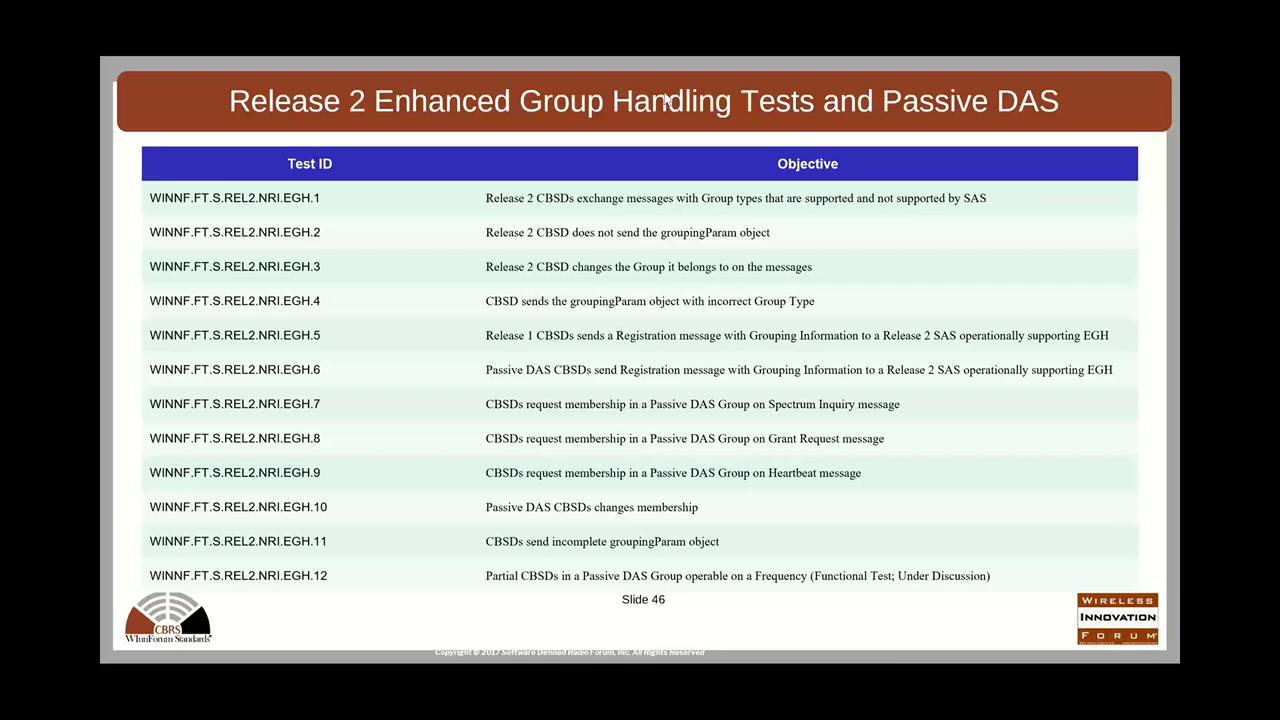 Release 2 Enhanced Group Handling Tests and Passive DAS
Test ID Objective
WINNF.FT.S.REL2.NRI.EGH.1 Release 2 CBSDs exchange messages with Group types that are supported and not supported by SAS
WINNF.FT.S.REL2.NRI.EGH.2 Release 2 CBSD does not send the groupingParam object
WINNF.FT.S.REL2.NRI.EGH.3 Release 2 CBSD changes the Group it belongs to on the messages
WINNF.FT.S.REL2.NRI.EGH.4 CBSD sends the groupingParam object with incorrect Group Type
WINNF.FT.S.REL2.NRI.EGH.5 Release 1 CBSDs sends a Registration message with Grouping Information to a Release 2 SAS operationally supporting EGH
WINNF.FT.S.REL2.NRI.EGH.6 Passive DAS CBSDs send Registration message with Grouping Information to a Release 2 SAS operationally supporting EGH
WINNF.FT.S.REL2.NRI.EGH.7 CBSDs request membership in a Passive DAS Group on Spectrum Inquiry message
WINNF.FT.S.REL2.NRI.EGH.8 CBSDs request membership in a Passive DAS Group on Grant Request message
WINNF.FT.S.REL2.NRI.EGH.9 CBSDs request membership in a Passive DAS Group on Heartbeat message
WINNF.FT.S.REL2.NRI.EGH.10 Passive DAS CBSDs changes membership
WINNF.FT.S.REL2.NRI.EGH.11 CBSDs send incomplete groupingParam object
WINNF.FT.S.REL2.NRI.EGH.12 Partial CBSDs in a Passive DAS Group operable on a Frequency (Functional Test; Under Discussion)
Slide 46
CBRS
WInnForum Standards
WIRELESS
INNOVATION
FORUM
Copyright © 2017 Software Defined Radio Forum, Inc. All Rights Reserved